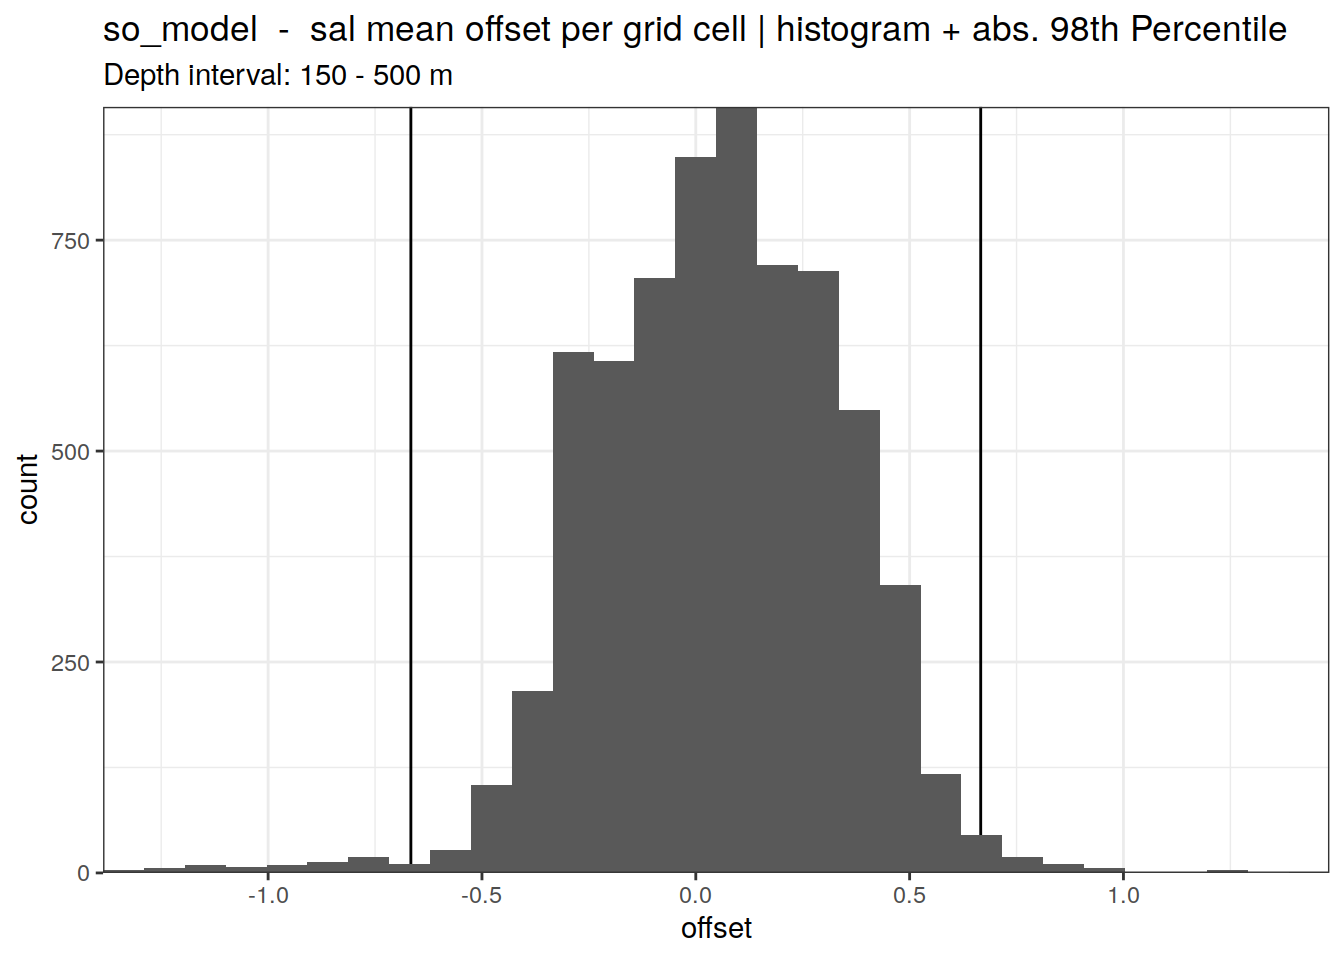 so_model  -  sal mean offset per grid cell | histogram + abs. 98th Percentile
Depth interval: 150 - 500 m
750
500
250
0
count
-1.0
-0.5
0.0
0.5
1.0
offset